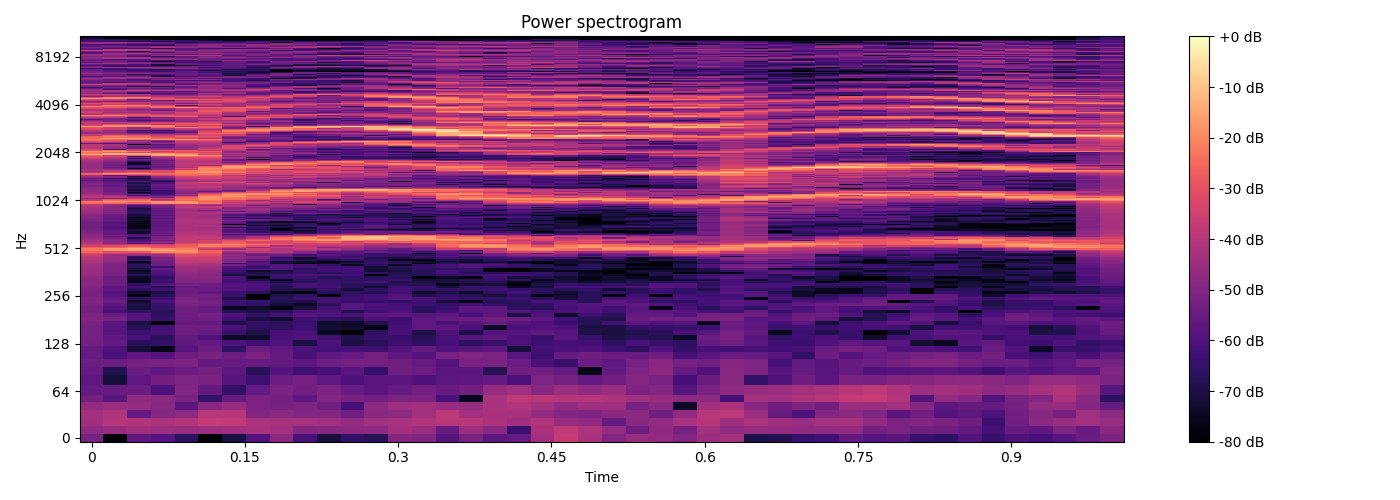 Power spectrogram
Hz
8192
4096
2048
1024
512
256
128
64
0
0 0.15 0.3 0.45 0.6 0.75 0.9
Time
+0 dB
-10 dB
-20 dB
-30 dB
-40 dB
-50 dB
-60 dB
-70 dB
-80 dB